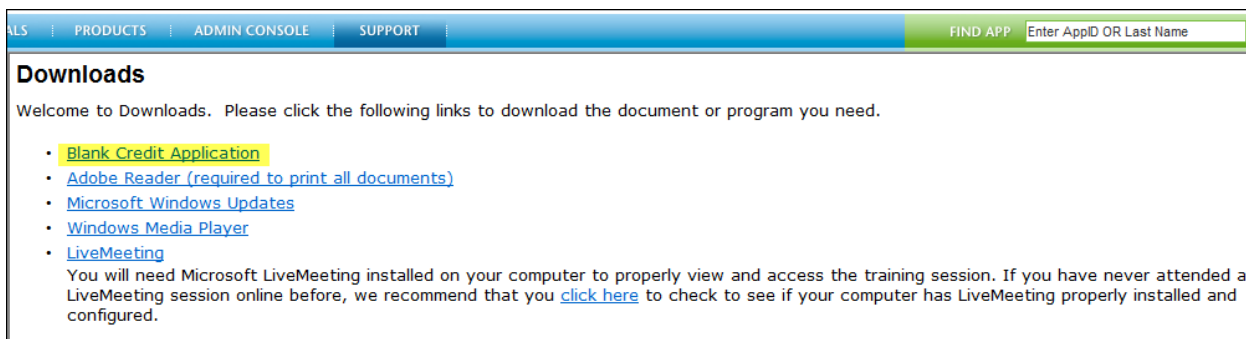 ALS PRODUCTS ADMIN CONSOLE SUPPORT FIND APP Enter AppID OR Last Name
Downloads
Welcome to Downloads. Please click the following links to download the document or program you need.
• Blank Credit Application
• Adobe Reader (required to print all documents)
• Microsoft Windows Updates
• Windows Media Player
• LiveMeeting
You will need Microsoft LiveMeeting installed on your computer to properly view and access the training session. If you have never attended a
LiveMeeting session online before, we recommend that you click here to check to see if your computer has LiveMeeting properly installed and
configured.